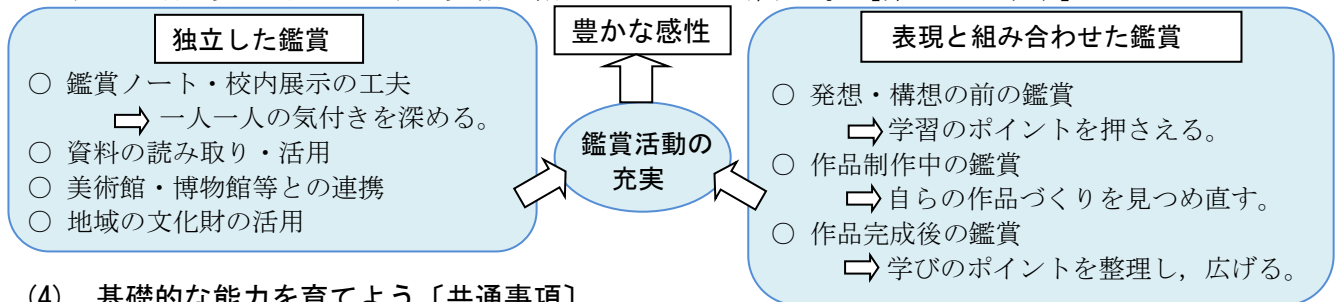 独立した鑑賞
○ 鑑賞ノート・校内展示の工夫
⇨ 一人一人の気付きを深める。
○ 資料の読み取り・活用
○ 美術館・博物館等との連携
○ 地域の文化財の活用
豊かな感性
鑑賞活動の
充実
表現と組み合わせた鑑賞
○ 発想・構想の前の鑑賞
⇨学習のポイントを押さえる。
○ 作品制作中の鑑賞
⇨自らの作品づくりを見つめ直す。
○ 作品完成後の鑑賞
⇨学びのポイントを整理し，広げる。
(4) 基礎的な能力を育てよう〔共通事項〕